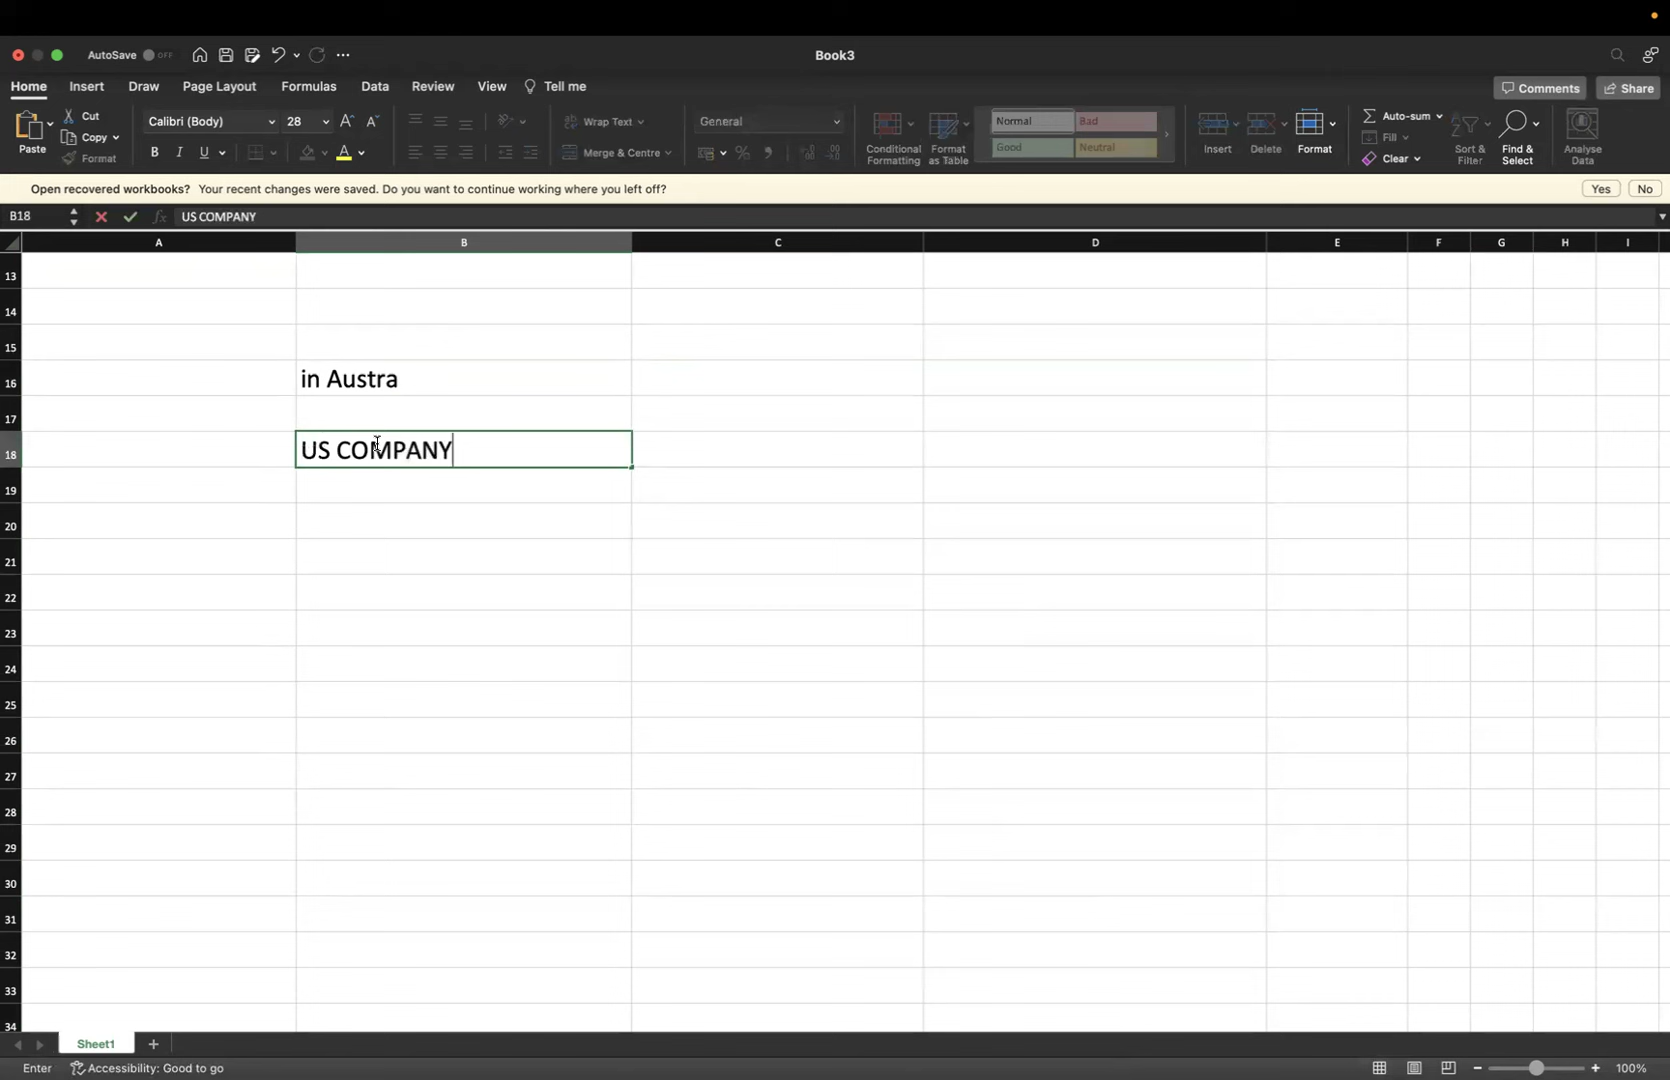 AutoSave OFF ... Book3
Home Insert Draw Page Layout Formulas Data Review View Tell me Comments Share
Paste Cut Copy Format
Calibri (Body) 28 A A
B I U A
Wrap Text
Merge & Centre
General
%
Conditional Formatting
Format as Table
Normal Bad
Good Neutral
Insert
Delete
Format
Auto-sum
Fill
Clear
Sort & Filter
Find & Select
Analyse Data
Open recovered workbooks? Your recent changes were saved. Do you want to continue working where you left off? Yes No
B18 fx US COMPANY
A B C D E F G H I
13
14
15
16 in Austra
17
18 US COMPANY
19
20
21
22
23
24
25
26
27
28
29
30
31
32
33
34
Sheet1 +
Enter Accessibility: Good to go 100%